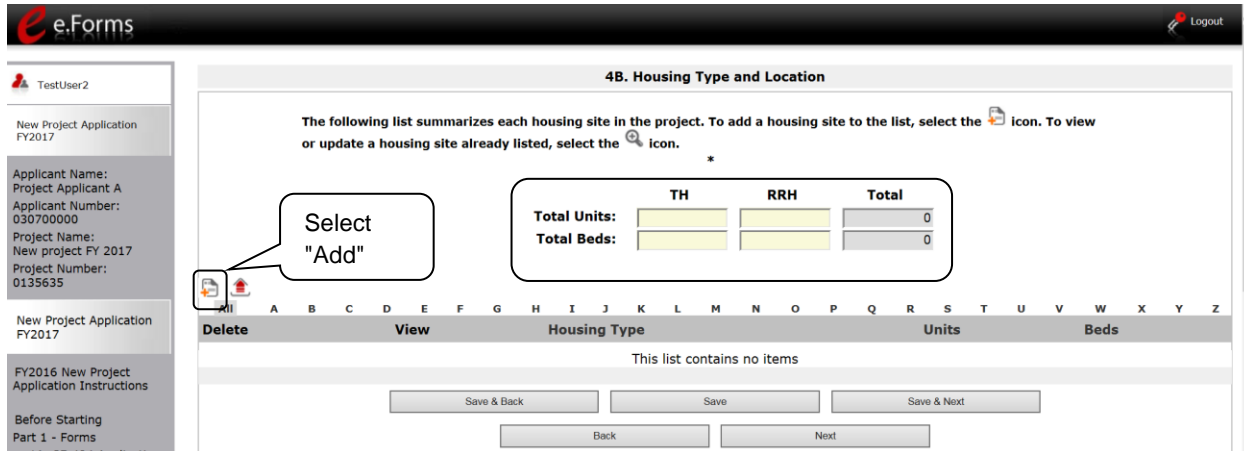 e e.Forms
Logout
TestUser2
New Project Application
FY2017
Applicant Name:
Project Applicant A
Applicant Number:
030700000
Project Name:
New project FY 2017
Project Number:
0135635
New Project Application
FY2017
FY2016 New Project
Application Instructions
Before Starting
Part 1 - Forms
4B. Housing Type and Location
The following list summarizes each housing site in the project. To add a housing site to the list, select the icon. To view
or update a housing site already listed, select the icon.
*
TH RRH Total
Total Units: 0
Total Beds: 0
Select
"Add"
All A B C D E F G H I J K L M N O P Q R S T U V W X Y Z
Delete View Housing Type Units Beds
This list contains no items
Save & Back Save Save & Next
Back Next